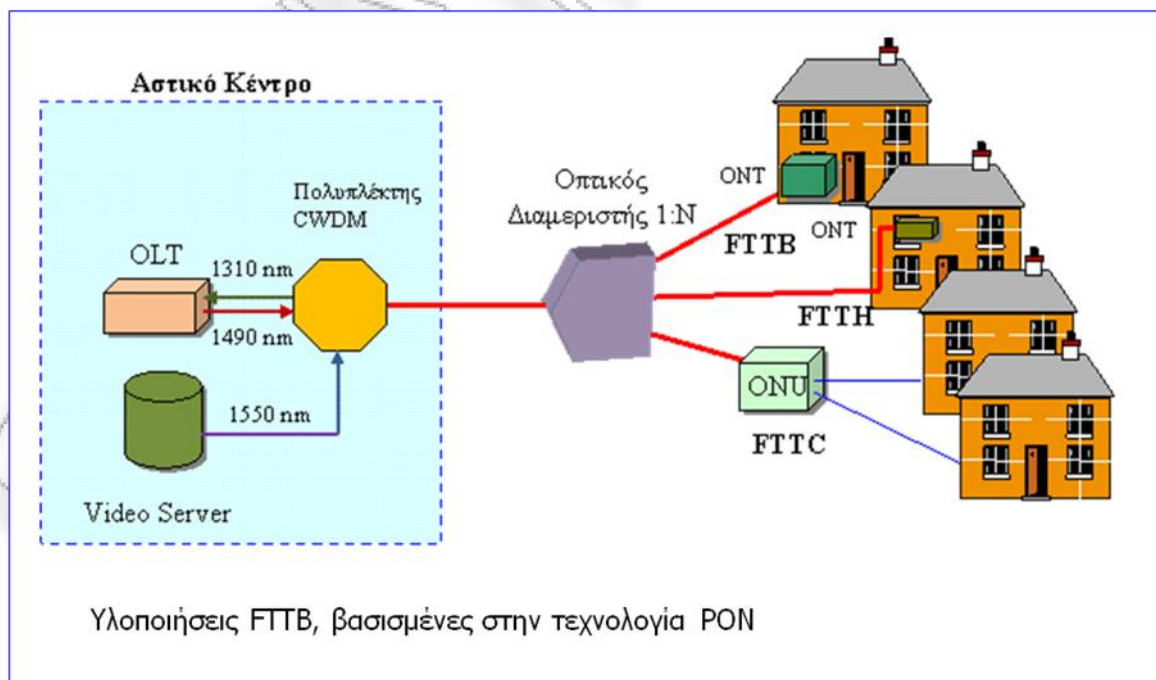 Αστικό Κέντρο
Πολυπλέκτης
CWDM
OLT
1310 nm
1490 nm
1550 nm
Video Server
Οπτικός
Διαμεριστής 1:N
ONT
FTTB
ONT
FTTH
ONU
FTTC
Υλοποιήσεις FTTB, βασισμένες στην τεχνολογία PON